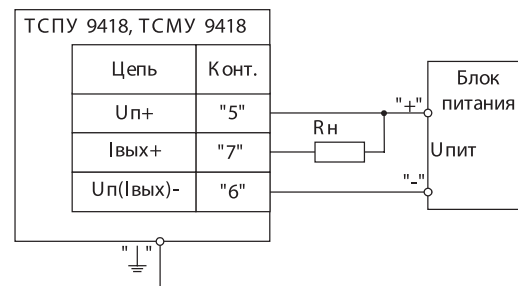 ТСПУ 9418, ТСМУ 9418
Цепь Конт.
Uп+ "5"
Iвых+ "7"
Uп(Iвых)- "6"
Rн
"+"
"-"
Блок
питания
Uпит
" "